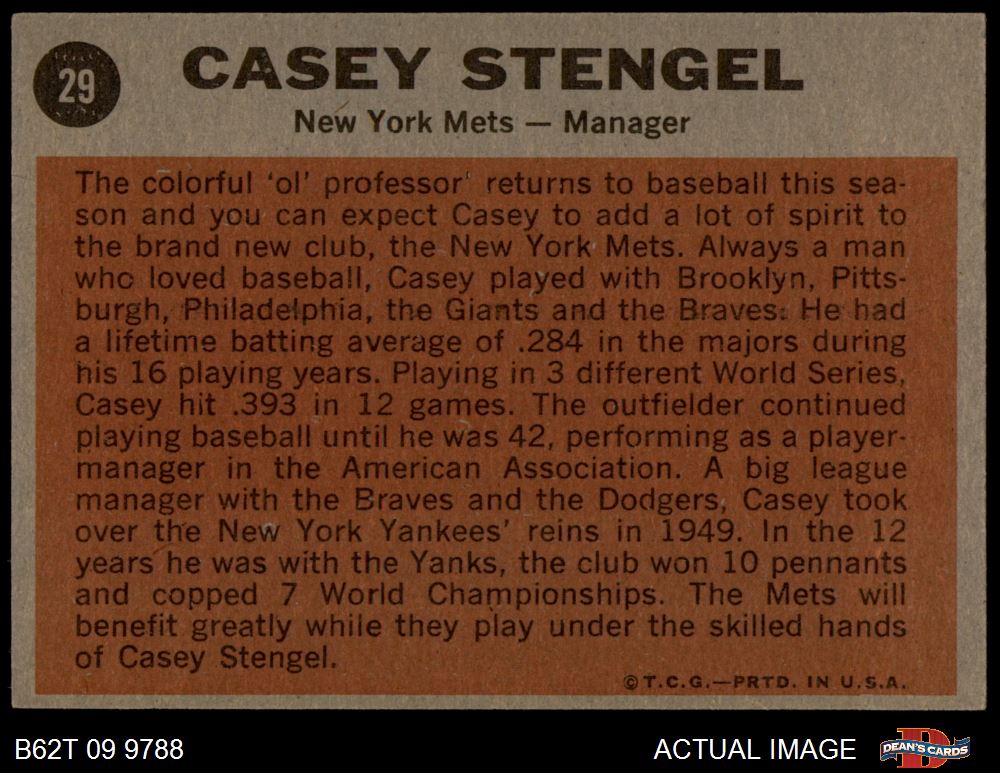 29
CASEY STENGEL
New York Mets — Manager
The colorful ‘ol’ professor’ returns to baseball this sea-
son and you can expect Casey to add a lot of spirit to
the brand new club, the New York Mets. Always a man
who loved baseball, Casey played with Brooklyn, Pitts-
burgh, Philadelphia, the Giants and the Braves. He had
a lifetime batting average of .284 in the majors during
his 16 playing years. Playing in 3 different World Series,
Casey hit .393 in 12 games. The outfielder continued
playing baseball until he was 42, performing as a player-
manager in the American Association. A big league
manager with the Braves and the Dodgers, Casey took
over the New York Yankees’ reins in 1949. In the 12
years he was with the Yanks, the club won 10 pennants
and copped 7 World Championships. The Mets will
benefit greatly while they play under the skilled hands
of Casey Stengel.
©T.C.G.—PRTD. IN U.S.A.
B62T 09 9788
ACTUAL IMAGE
DEAN'S CARDS